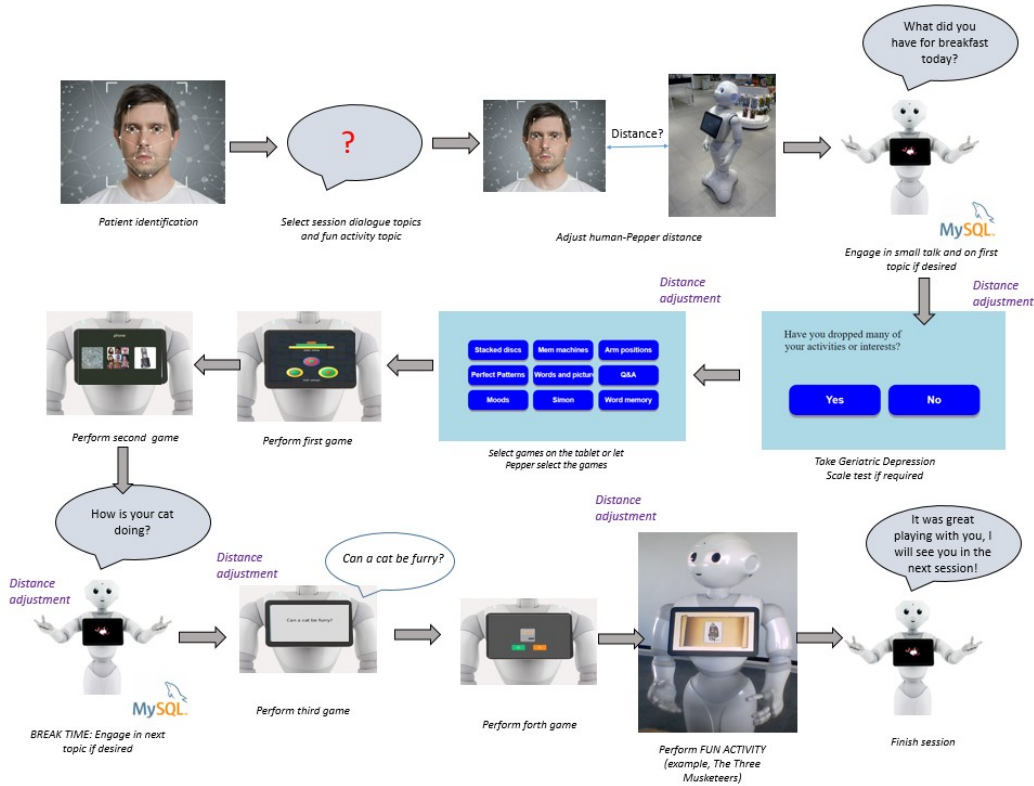 What did you
have for breakfast
today?
?
Distance?
Patient identification
Select session dialogue topics
and fun activity topic
Adjust human-Pepper distance
MySQL
Engage in small talk and on first
topic if desired
Distance
adjustment
Distance
adjustment
Have you dropped many of
your activities or interests?
Yes
No
Take Geriatric Depression
Scale test if required
Stacked discs
Mem machines
Arm positions
Perfect Patterns
Words and pictur
Q&A
Moods
Simon
Word memory
Select games on the tablet or let
Pepper select the games
Perform first game
phone
Perform second game
How is your cat
doing?
Distance
adjustment
MySQL
BREAK TIME: Engage in next
topic if desired
Distance
adjustment
Can a cat be furry?
Can a cat be furry?
Perform third game
Perform forth game
Distance
adjustment
Perform FUN ACTIVITY
(example, The Three
Musketeers)
It was great
playing with you, I
will see you in the
next session!
Finish session